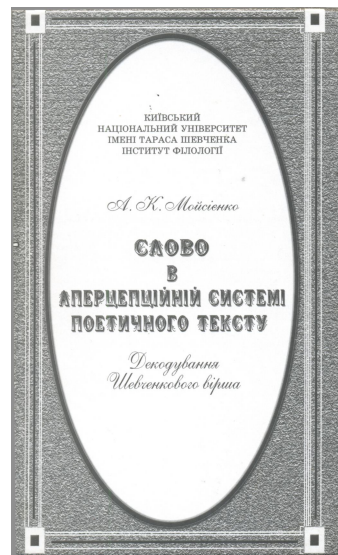 КИЇВСЬКИЙ
НАЦІОНАЛЬНИЙ УНІВЕРСИТЕТ
ІМЕНІ ТАРАСА ШЕВЧЕНКА
ІНСТИТУТ ФІЛОЛОГІЇ
А. К. Мойсієнко
СЛОВО
В
АПЕРЦЕПЦІЙНІЙ СИСТЕМІ
ПОЕТИЧНОГО ТЕКСТУ
Декодування
Шевченкового вірша